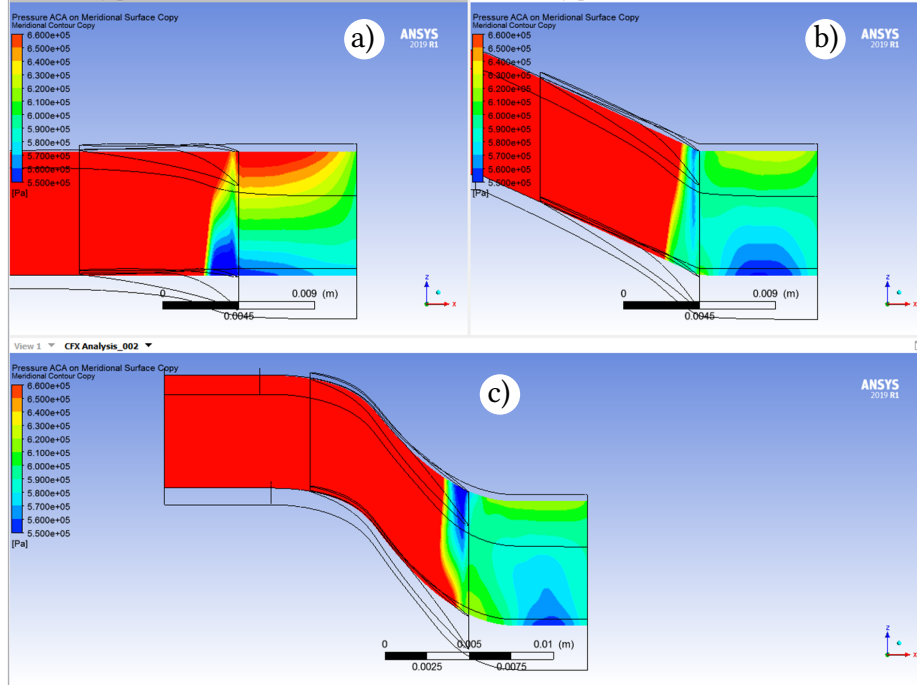 Pressure ACA on Meridional Surface Copy
Meridional Contour Copy
6.600e+05
6.500e+05
6.400e+05
6.300e+05
6.200e+05
6.100e+05
5.900e+05
5.800e+05
5.700e+05
5.600e+05
5.500e+05
[Pa]
a)
ANSYS
2019 R1
0
0.009 (m)
0.0045
z
x
Pressure ACA on Meridional Surface Copy
Meridional Contour Copy
6.600e+05
6.500e+05
6.400e+05
6.300e+05
6.200e+05
6.100e+05
5.900e+05
5.800e+05
5.700e+05
5.600e+05
5.500e+05
[Pa]
b)
ANSYS
2019 R1
0
0.009 (m)
0.0045
z
x
View 1 CFX Analysis_002
Pressure ACA on Meridional Surface Copy
Meridional Contour Copy
6.600e+05
6.500e+05
6.400e+05
6.300e+05
6.200e+05
6.100e+05
5.900e+05
5.800e+05
5.700e+05
5.600e+05
5.500e+05
[Pa]
c)
ANSYS
2019 R1
0 0.005 0.01 (m)
0.0025 0.0075
z
x